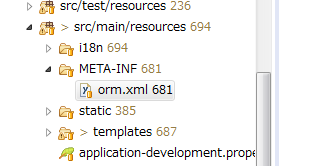 src/test/resources 236
> src/main/resources 694
i18n 694
META-INF 681
orm.xml 681
static 385
> templates 687
application-development.prope